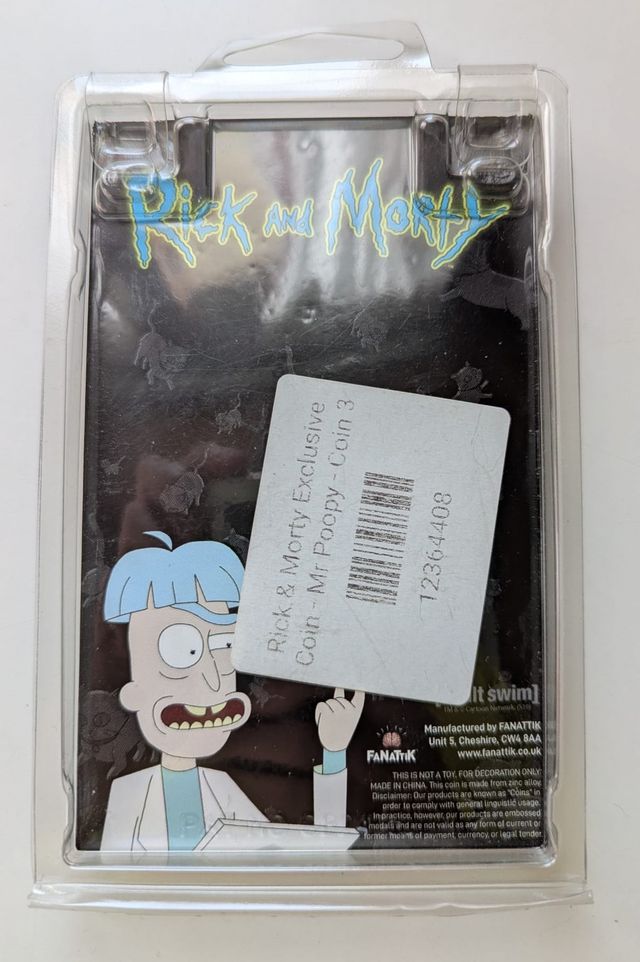 Rick and Morty
Rick & Morty Exclusive
Coin - Mr Poopy - Coin 3
12364408
lt swim]
TM & © Cartoon Network.
FANATTIK
Manufactured by FANATTIK
Unit 5, Cheshire, CW4 8AA
www.fanattik.co.uk
THIS IS NOT A TOY. FOR DECORATION ONLY
MADE IN CHINA. This coin is made from zinc alloy.
Disclaimer: Our products are known as "Coins" in
order to comply with general linguistic usage.
In practice, however, our products are embossed
medals and are not valid as any form of current or
former means of payment, currency, or legal tender.